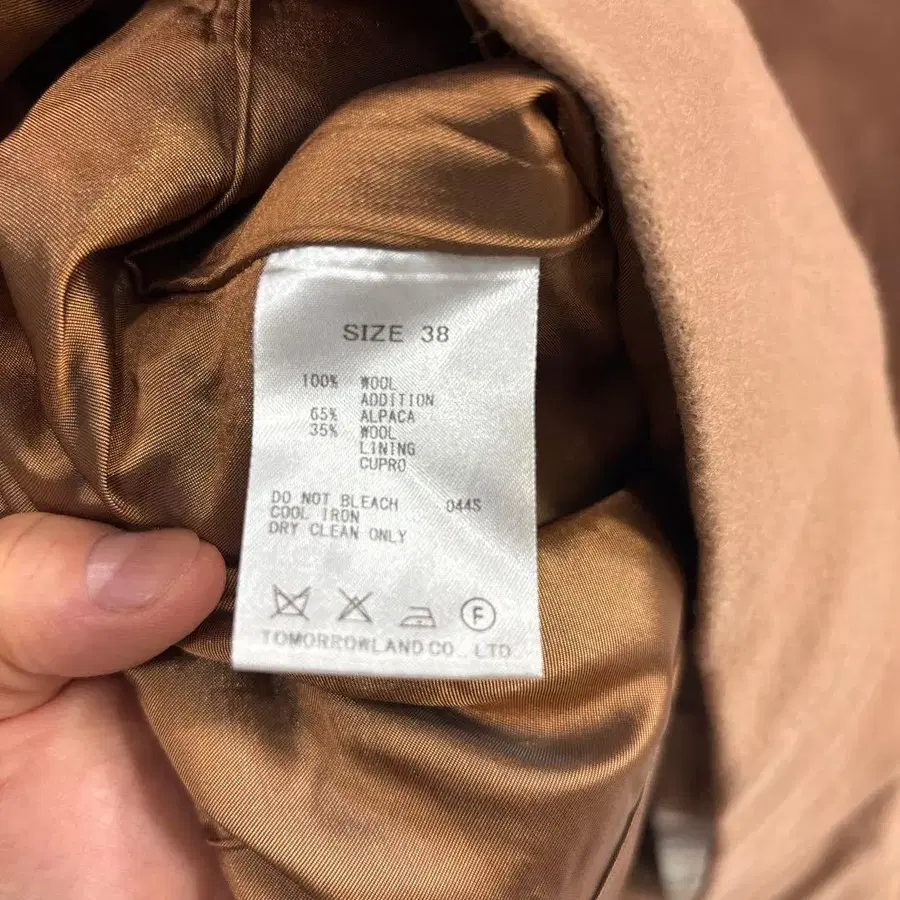 SIZE 38
100% WOOL
ADDITION
65% ALPACA
35% WOOL
LINING
CUPRO
DO NOT BLEACH 044S
COOL IRON
DRY CLEAN ONLY
F
TOMORROWLAND CO., LTD.